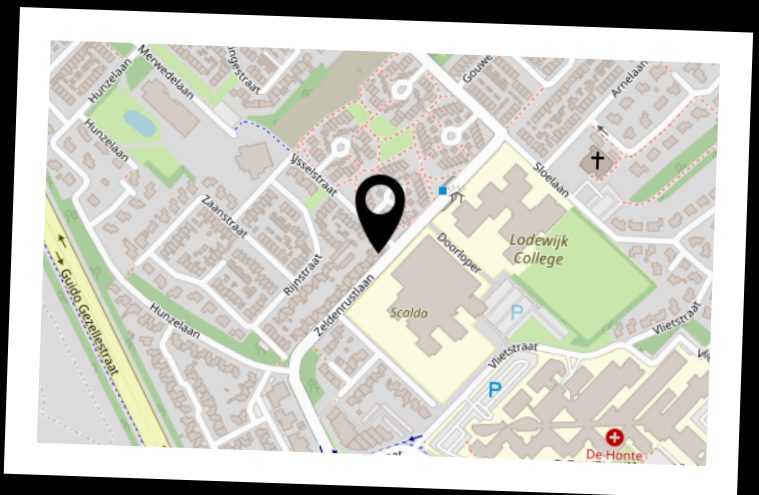 Merwedelaan
Hunzelaan
Gouwe
Arnelaan
Hunzelaan
IJsselstraat
Sloelaan
Zaanstraat
Doorloper
Lodewijk
College
Rijnstraat
Zeldenrustlaan
Scalda
P
Guido Gezellestraat
Hunzelaan
Vlietstraat
Vlietstraat
P
De Honte